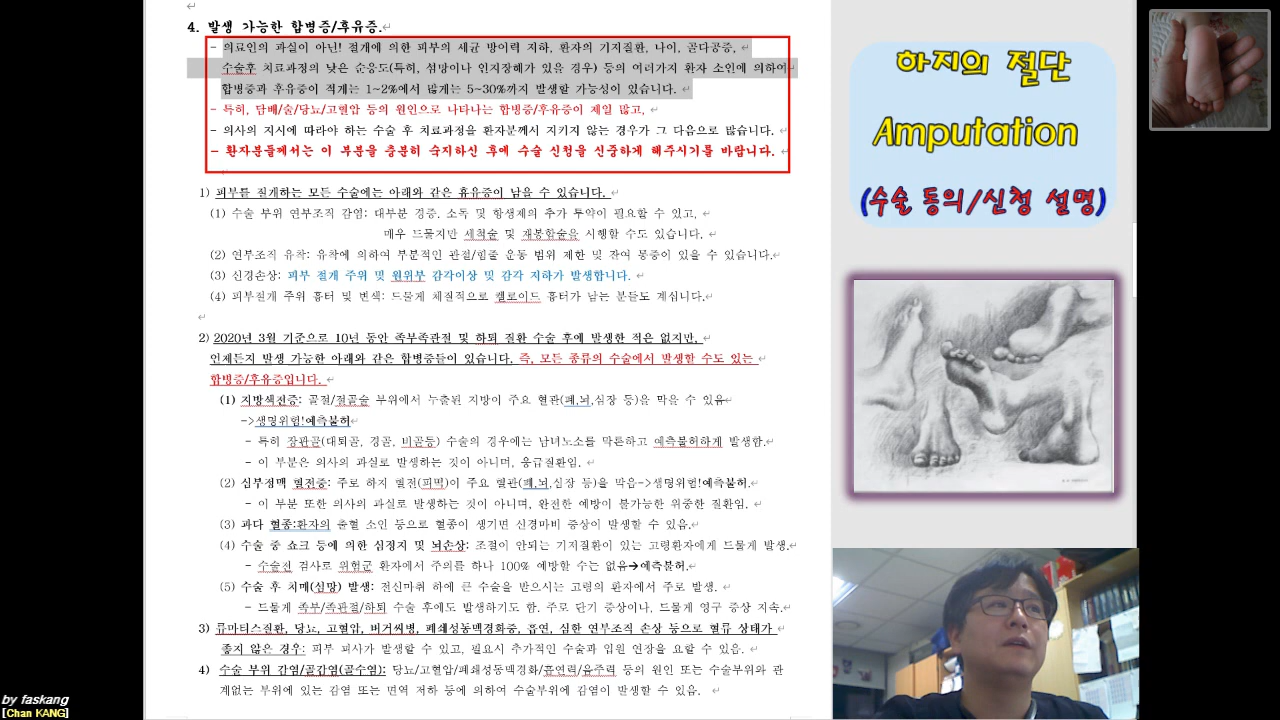 4. 발생 가능한 합병증/후유증.
- 의료인의 과실이 아닌! 절개에 의한 피부의 세균 방어력 저하, 환자의 기저질환, 나이, 골다공증,
수술후 치료과정의 낮은 순응도(특히, 섬망이나 인지장해가 있을 경우) 등의 여러가지 환자 소인에 의하여
합병증과 후유증이 적게는 1~2%에서 많게는 5~30%까지 발생할 가능성이 있습니다.
- 특히, 담배/술/당뇨/고혈압 등의 원인으로 나타나는 합병증/후유증이 제일 많고,
- 의사의 지시에 따라야 하는 수술 후 치료과정을 환자분께서 지키지 않는 경우가 그 다음으로 많습니다.
- 환자분들께서는 이 부분을 충분히 숙지하신 후에 수술 신청을 신중하게 해주시기를 바랍니다.
1) 피부를 절개하는 모든 수술에는 아래와 같은 휴유증이 남을 수 있습니다.
(1) 수술 부위 연부조직 감염: 대부분 경증. 소독 및 항생제의 추가 투약이 필요할 수 있고,
매우 드물지만 세척술 및 재봉합술을 시행할 수도 있습니다.
(2) 연부조직 유착: 유착에 의하여 부분적인 관절/힘줄 운동 범위 제한 및 잔여 통증이 있을 수 있습니다.
(3) 신경손상: 피부 절개 주위 및 원위부 감각이상 및 감각 저하가 발생합니다.
(4) 피부절개 주위 흉터 및 변색: 드물게 체질적으로 켈로이드 흉터가 남는 분들도 계십니다.
2) 2020년 3월 기준으로 10년 동안 족부족관절 및 하퇴 질환 수술 후에 발생한 적은 없지만,
언제든지 발생 가능한 아래와 같은 합병증들이 있습니다. 즉, 모든 종류의 수술에서 발생할 수도 있는
합병증/후유증입니다.
(1) 지방색전증: 골절/절골술 부위에서 누출된 지방이 주요 혈관(폐,뇌,심장 등)을 막을 수 있음
->생명위험!예측불허
- 특히 장관골(대퇴골, 경골, 비골등) 수술의 경우에는 남녀노소를 막론하고 예측불허하게 발생함.
- 이 부분은 의사의 과실로 발생하는 것이 아니며, 응급질환임.
(2) 심부정맥 혈전증: 주로 하지 혈전(피떡)이 주요 혈관(폐,뇌,심장 등)을 막음->생명위험!예측불허.
- 이 부분 또한 의사의 과실로 발생하는 것이 아니며, 완전한 예방이 불가능한 위중한 질환임.
(3) 과다 혈종:환자의 출혈 소인 등으로 혈종이 생기면 신경마비 증상이 발생할 수 있음.
(4) 수술 중 쇼크 등에 의한 심정지 및 뇌손상: 조절이 안되는 기저질환이 있는 고령환자에게 드물게 발생.
- 수술전 검사로 위험군 환자에서 주의를 하나 100% 예방할 수는 없음→예측불허.
(5) 수술 후 치매(섬망) 발생: 전신마취 하에 큰 수술을 받으시는 고령의 환자에서 주로 발생.
- 드물게 족부/족관절/하퇴 수술 후에도 발생하기도 함. 주로 단기 증상이나, 드물게 영구 증상 지속.
3) 류마티스질환, 당뇨, 고혈압, 버거씨병, 폐쇄성동맥경화증, 흡연, 심한 연부조직 손상 등으로 혈류 상태가
좋지 않은 경우: 피부 괴사가 발생할 수 있고, 필요시 추가적인 수술과 입원 연장을 요할 수 있음.
4) 수술 부위 감염/골감염(골수염): 당뇨/고혈압/폐쇄성동맥경화/흡연력/음주력 등의 원인 또는 수술부위와 관
계없는 부위에 있는 감염 또는 면역 저하 등에 의하여 수술부위에 감염이 발생할 수 있음.
하지의 절단
Amputation
(수술 동의/신청 설명)
by faskang
[Chan KANG]